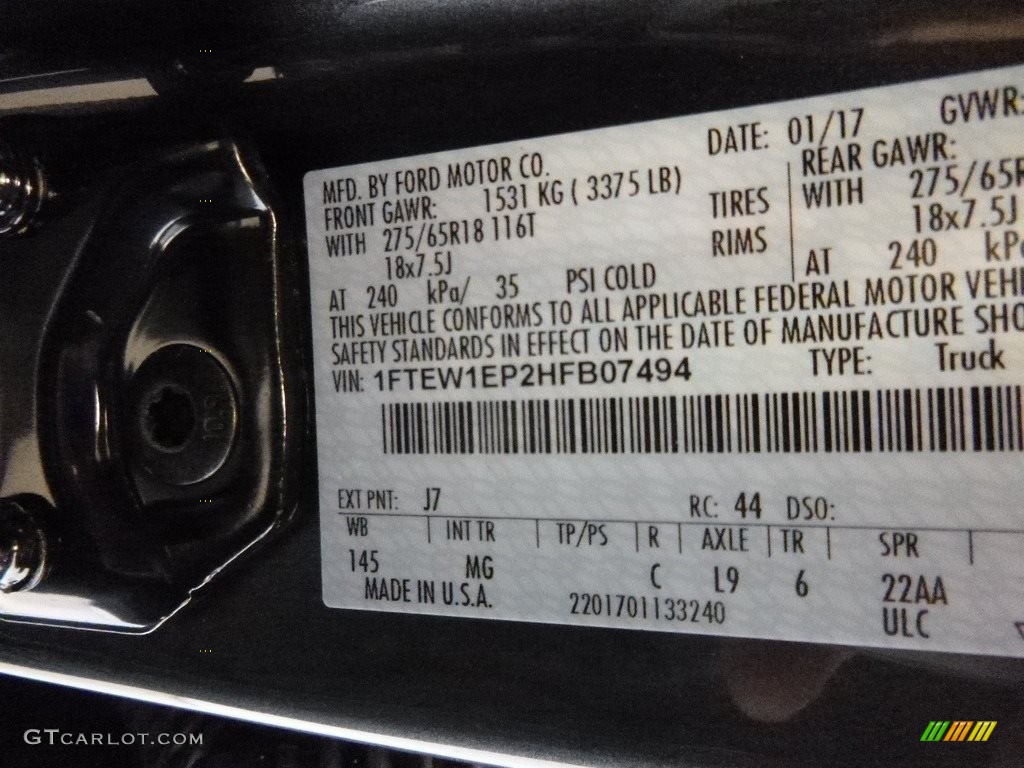 MFD. BY FORD MOTOR CO. DATE: 01/17 GVWR:
FRONT GAWR: 1531 KG ( 3375 LB) REAR GAWR:
WITH 275/65R18 116T TIRES WITH 275/65R
18x7.5J RIMS 18x7.5J
AT 240 kPa/ 35 PSI COLD AT 240 kPa
THIS VEHICLE CONFORMS TO ALL APPLICABLE FEDERAL MOTOR VEHI
SAFETY STANDARDS IN EFFECT ON THE DATE OF MANUFACTURE SHO
VIN: 1FTEW1EP2HFB07494 TYPE: Truck
EXT PNT: J7 RC: 44 DSO:
WB INT TR TP/PS R AXLE TR SPR
145 MG C L9 6 22AA
MADE IN U.S.A. 2201701133240 ULC
GTCARLOT.COM